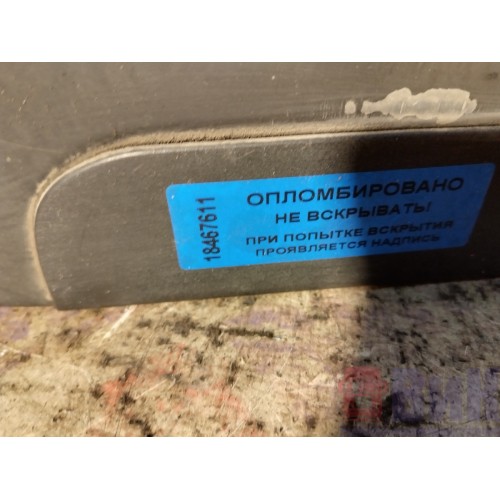 18467611
ОПЛОМБИРОВАНО
НЕ ВСКРЫВАТЬ!
ПРИ ПОПЫТКЕ ВСКРЫТИЯ
ПРОЯВЛЯЕТСЯ НАДПИСЬ